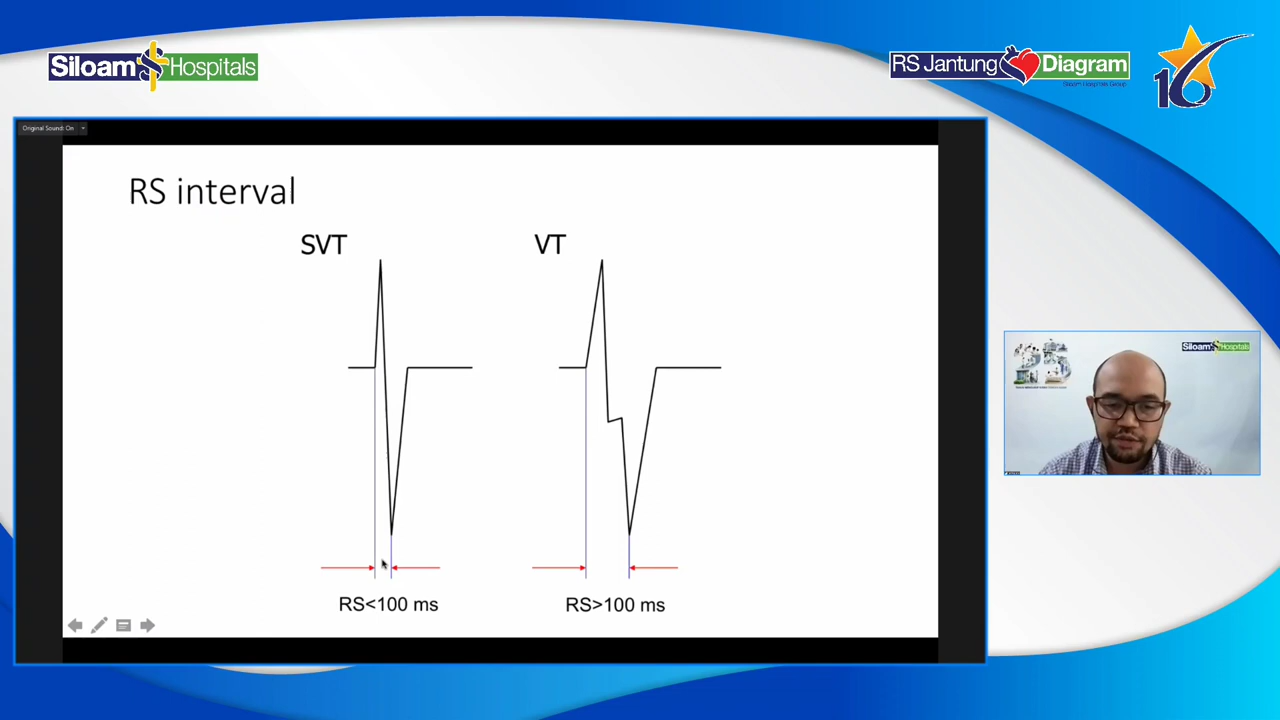 Siloam Hospitals
RS Jantung Diagram
Siloam Hospitals Group
16
Original Sound: On
RS interval
SVT
VT
RS<100 ms
RS>100 ms
Siloam Hospitals